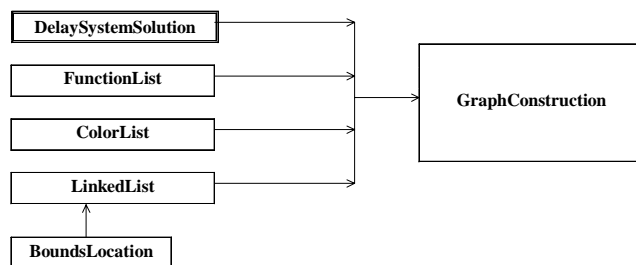 DelaySystemSolution
FunctionList
GraphConstruction
ColorList
LinkedList
BoundsLocation